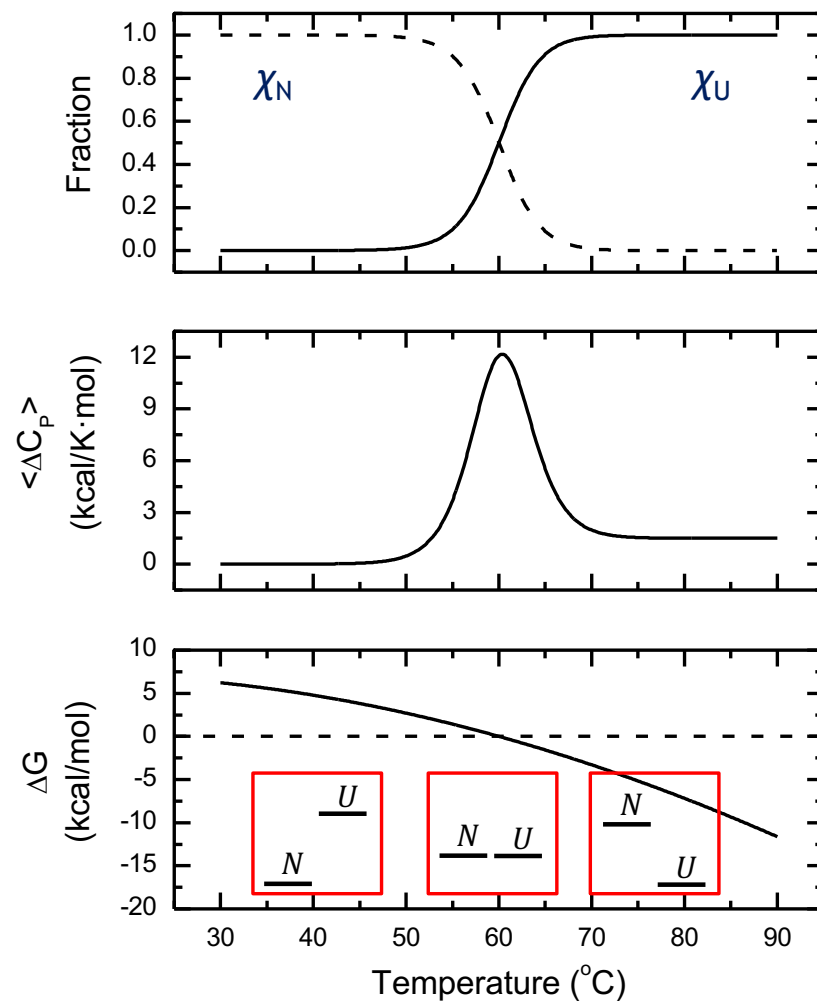 1.0
0.8
0.6
0.4
0.2
0.0
Fraction
χN
χU
12
9
6
3
0
<ΔCP>
(kcal/K·mol)
10
5
0
-5
-10
-15
-20
ΔG
(kcal/mol)
N
U
N U
N
U
30 40 50 60 70 80 90
Temperature (°C)